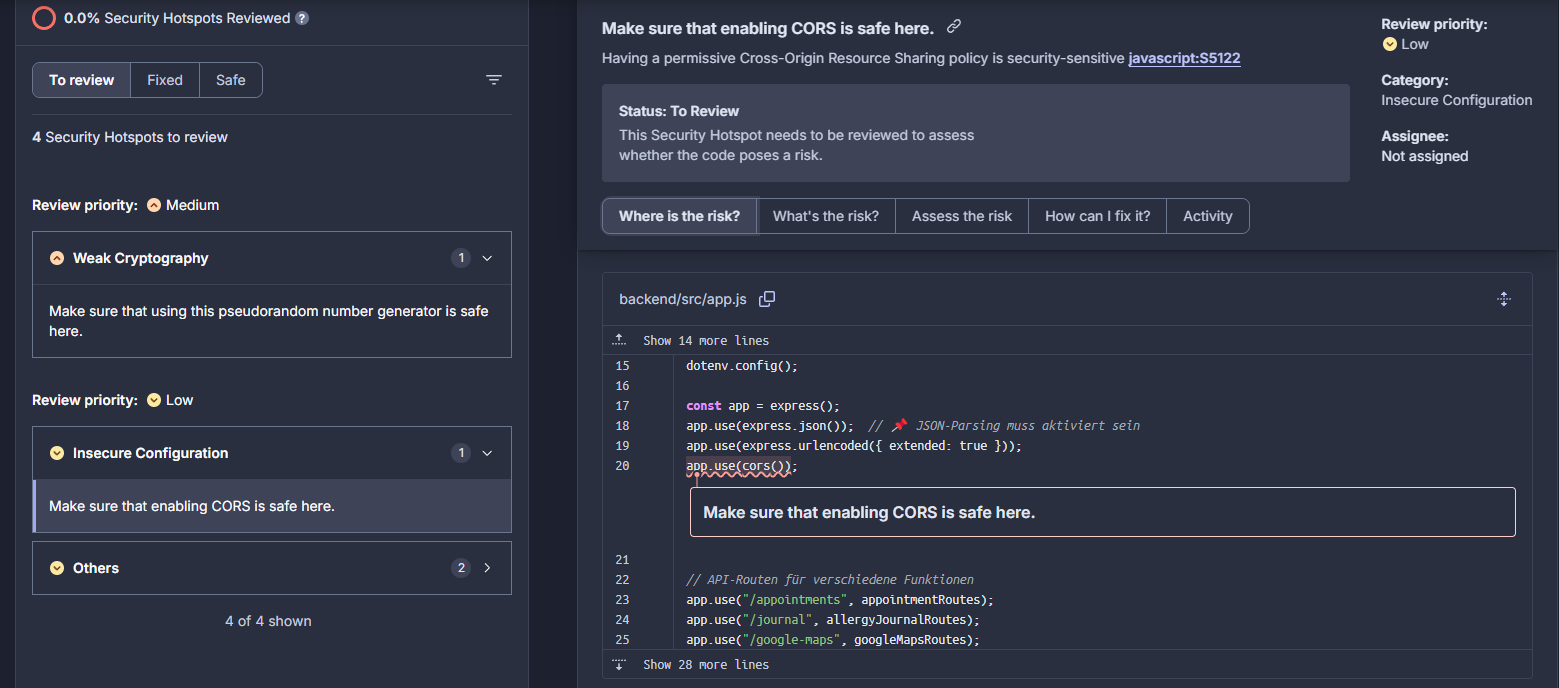 0.0% Security Hotspots Reviewed ?
To review Fixed Safe
4 Security Hotspots to review
Review priority: Medium
Weak Cryptography 1
Make sure that using this pseudorandom number generator is safe
here.
Review priority: Low
Insecure Configuration 1
Make sure that enabling CORS is safe here.
Others 2
4 of 4 shown
Make sure that enabling CORS is safe here.
Having a permissive Cross-Origin Resource Sharing policy is security-sensitive javascript:S5122
Status: To Review
This Security Hotspot needs to be reviewed to assess
whether the code poses a risk.
Review priority:
Low
Category:
Insecure Configuration
Assignee:
Not assigned
Where is the risk? What's the risk? Assess the risk How can I fix it? Activity
backend/src/app.js
Show 14 more lines
15 dotenv.config();
16
17 const app = express();
18 app.use(express.json()); // 📌 JSON-Parsing muss aktiviert sein
19 app.use(express.urlencoded({ extended: true }));
20 app.use(cors());
Make sure that enabling CORS is safe here.
21
22 // API-Routen für verschiedene Funktionen
23 app.use("/appointments", appointmentRoutes);
24 app.use("/journal", allergyJournalRoutes);
25 app.use("/google-maps", googleMapsRoutes);
Show 28 more lines